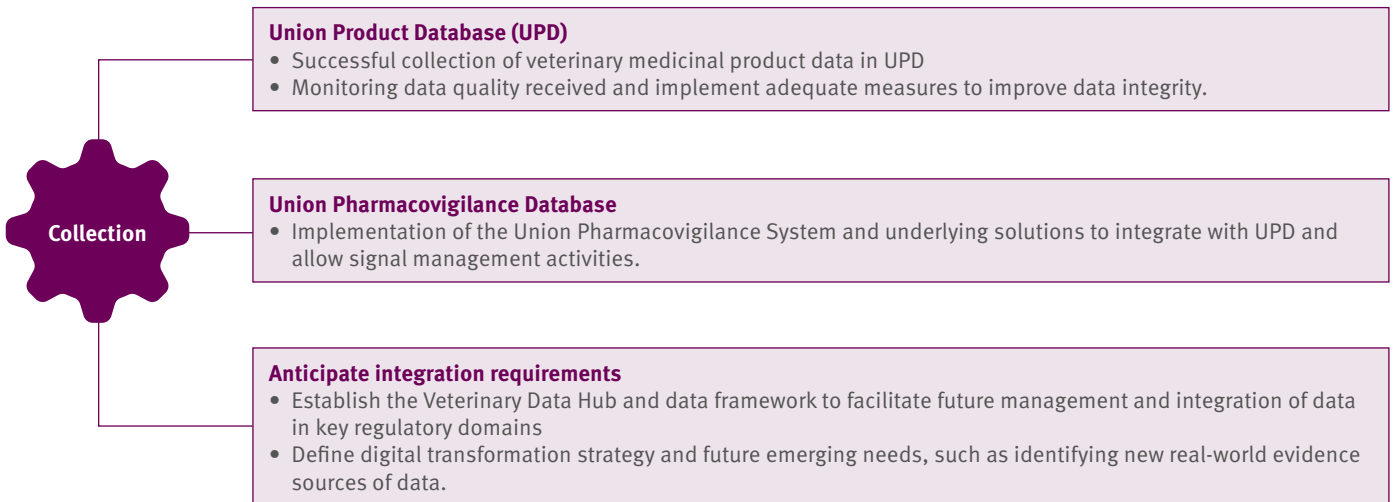 Union Product Database (UPD)
• Successful collection of veterinary medicinal product data in UPD
• Monitoring data quality received and implement adequate measures to improve data integrity.
Collection
Union Pharmacovigilance Database
• Implementation of the Union Pharmacovigilance System and underlying solutions to integrate with UPD and
allow signal management activities.
Anticipate integration requirements
• Establish the Veterinary Data Hub and data framework to facilitate future management and integration of data
in key regulatory domains
• Define digital transformation strategy and future emerging needs, such as identifying new real-world evidence
sources of data.